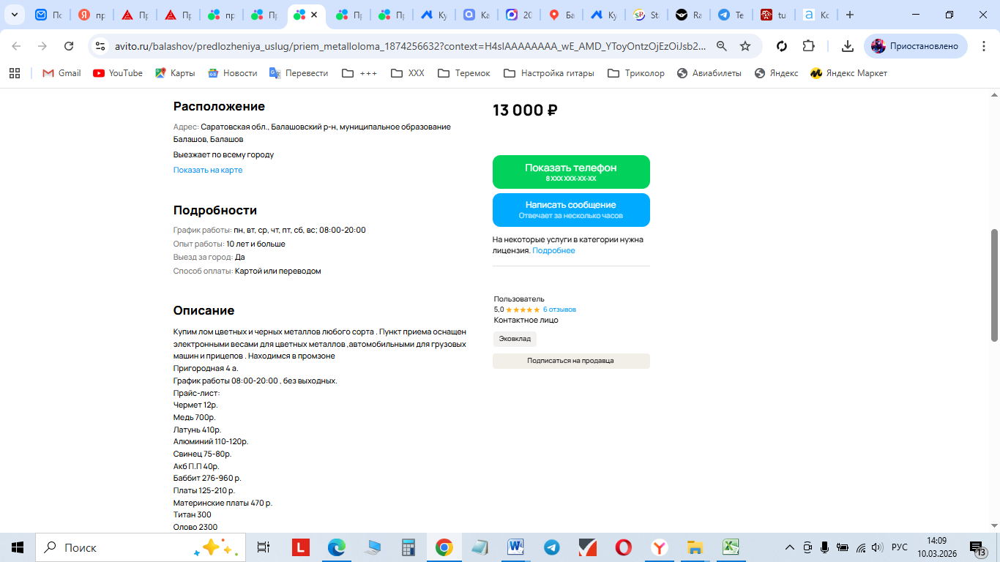 По
пр
Пр
Пр
пр
Пр
Пр
Пр
Ку
Ка
20
Ба
Ку
St
Ra
Те
tu
Кс
avito.ru/balashov/predlozheniya_uslug/priem_metalloloma_1874256632?context=H4sIAAAAAAAA_wE_AMD_YToyOntzOjEzOiJsb2...
Приостановлено
Gmail
YouTube
Карты
Новости
Перевести
+++
XXX
Теремок
Настройка гитары
Триколор
Авиабилеты
Яндекс
Яндекс Маркет
Расположение
Адрес: Саратовская обл., Балашовский р-н, муниципальное образование
Балашов, Балашов
Выезжает по всему городу
Показать на карте
Подробности
График работы: пн, вт, ср, чт, пт, сб, вс; 08:00-20:00
Опыт работы: 10 лет и больше
Выезд за город: Да
Способ оплаты: Картой или переводом
Описание
Купим лом цветных и черных металлов любого сорта . Пункт приема оснащен
электронными весами для цветных металлов ,автомобильными для грузовых
машин и прицепов . Находимся в промзоне
Пригородная 4 а.
График работы 08:00-20:00 , без выходных.
Прайс-лист:
Чермет 12р.
Медь 700р.
Латунь 410р.
Алюминий 110-120р.
Свинец 75-80р.
Акб П.П 40р.
Баббит 276-960 р.
Платы 125-210 р.
Материнские платы 470 р.
Титан 300
Олово 2300
13 000 ₽
Показать телефон
8 XXX XXX-XX-XX
Написать сообщение
Отвечает за несколько часов
На некоторые услуги в категории нужна
лицензия. Подробнее
Пользователь
5,0 ★★★★★ 6 отзывов
Контактное лицо
Эковклад
Подписаться на продавца
Поиск
РУС
14:09
10.03.2026
13